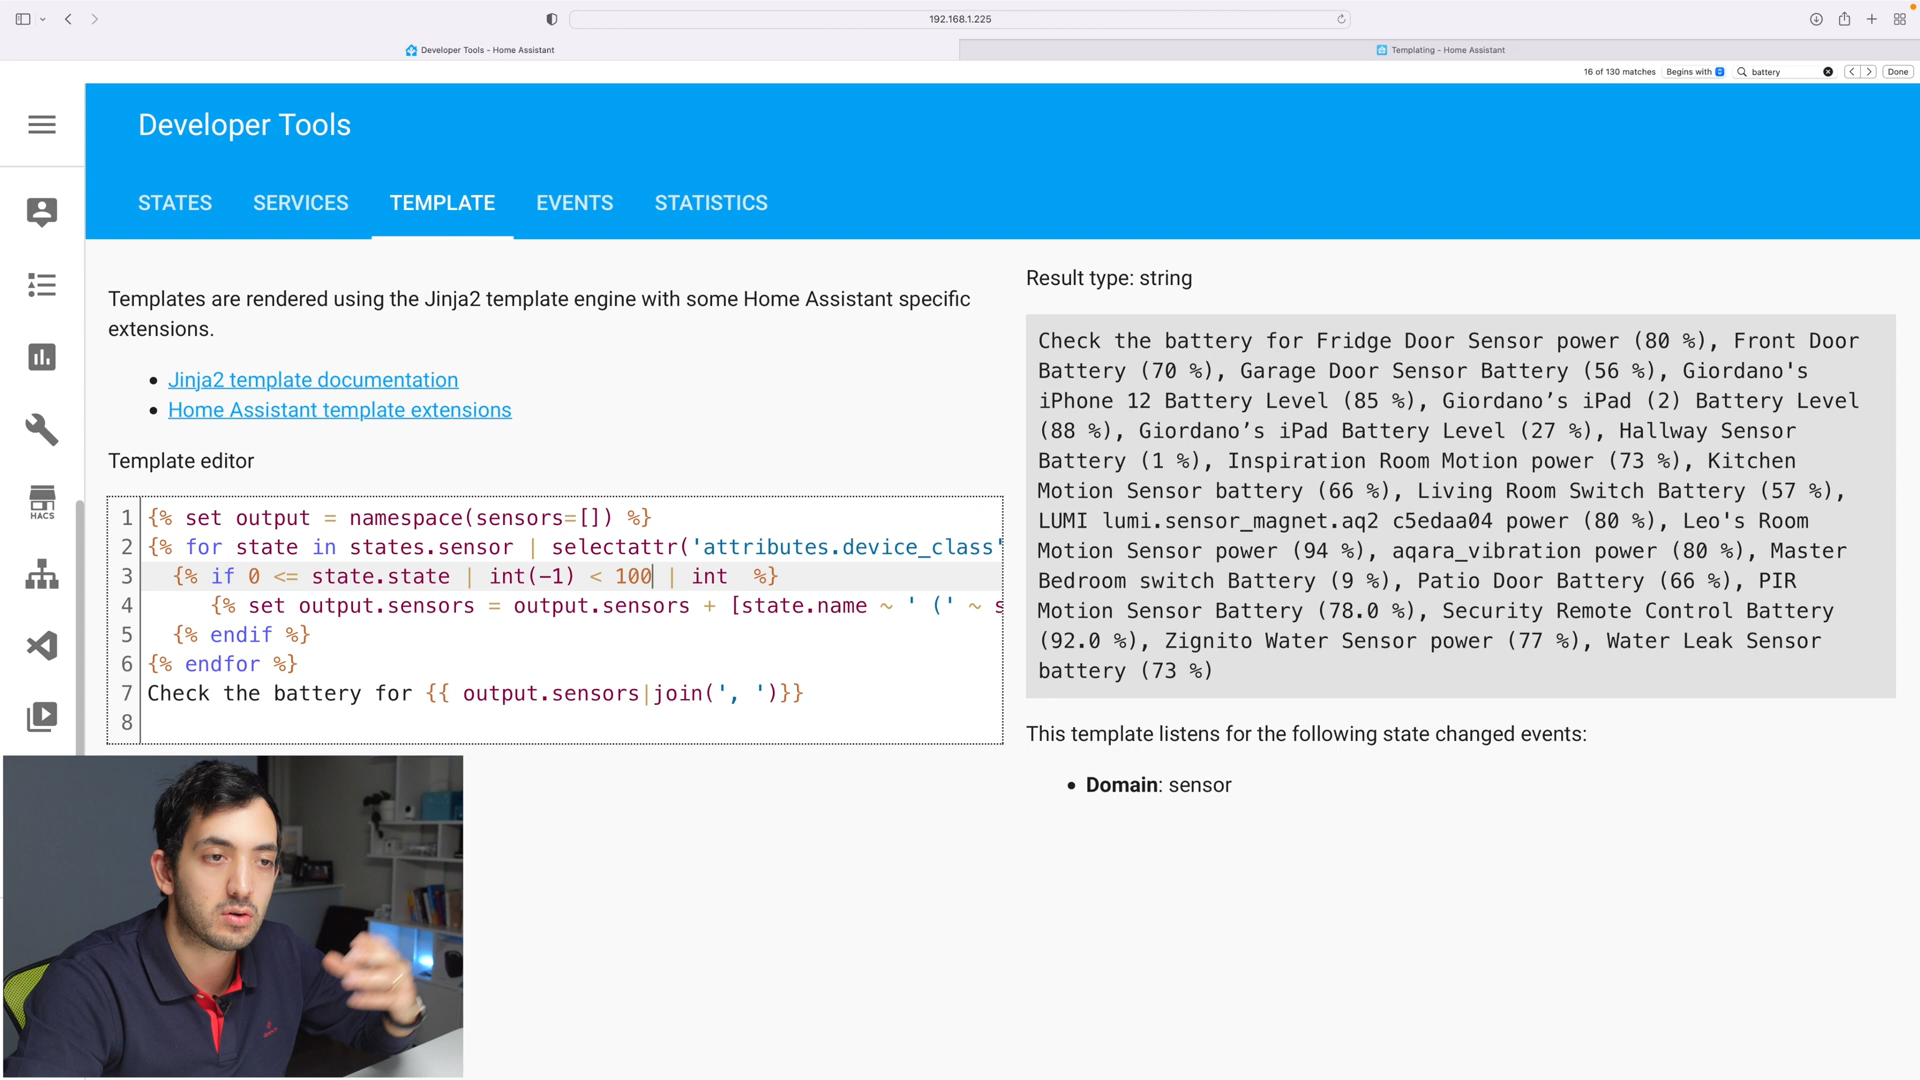 192.168.1.225
Developer Tools - Home Assistant
Templating - Home Assistant
16 of 130 matches
Begins with
battery
Done
Developer Tools
STATES
SERVICES
TEMPLATE
EVENTS
STATISTICS
HACS
Templates are rendered using the Jinja2 template engine with some Home Assistant specific
extensions.
Jinja2 template documentation
Home Assistant template extensions
Template editor
1 {% set output = namespace(sensors=[]) %}
2 {% for state in states.sensor | selectattr('attributes.device_class'
3 {% if 0 <= state.state | int(-1) < 100 | int %}
4 {% set output.sensors = output.sensors + [state.name ~ ' (' ~ s
5 {% endif %}
6 {% endfor %}
7 Check the battery for {{ output.sensors|join(', ')}}
8
Result type: string
Check the battery for Fridge Door Sensor power (80 %), Front Door
Battery (70 %), Garage Door Sensor Battery (56 %), Giordano's
iPhone 12 Battery Level (85 %), Giordano’s iPad (2) Battery Level
(88 %), Giordano’s iPad Battery Level (27 %), Hallway Sensor
Battery (1 %), Inspiration Room Motion power (73 %), Kitchen
Motion Sensor battery (66 %), Living Room Switch Battery (57 %),
LUMI lumi.sensor_magnet.aq2 c5edaa04 power (80 %), Leo's Room
Motion Sensor power (94 %), aqara_vibration power (80 %), Master
Bedroom switch Battery (9 %), Patio Door Battery (66 %), PIR
Motion Sensor Battery (78.0 %), Security Remote Control Battery
(92.0 %), Zignito Water Sensor power (77 %), Water Leak Sensor
battery (73 %)
This template listens for the following state changed events:
Domain: sensor